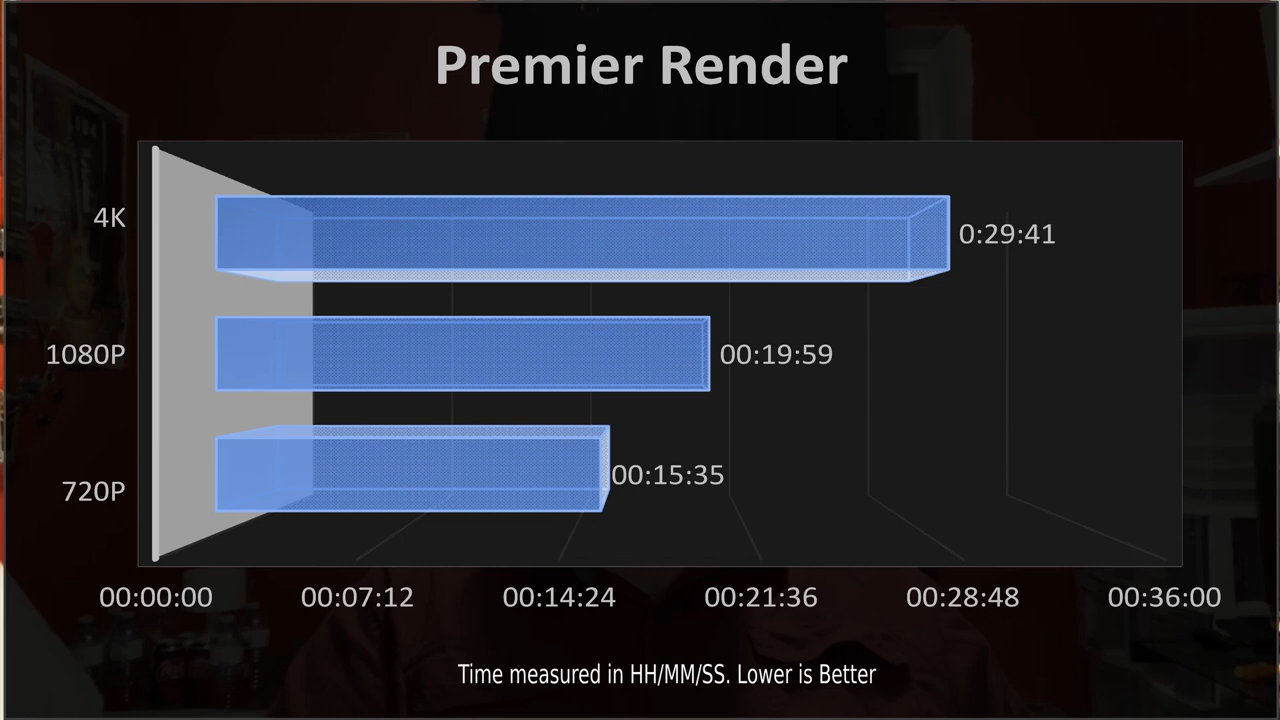 Premier Render
4K
0:29:41
1080P
00:19:59
720P
00:15:35
00:00:00 00:07:12 00:14:24 00:21:36 00:28:48 00:36:00
Time measured in HH/MM/SS. Lower is Better